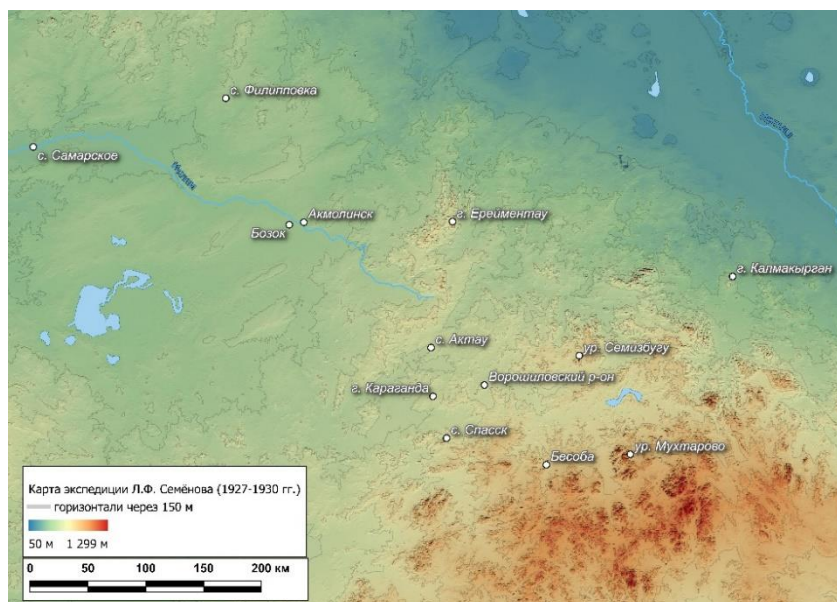 с. Филипповка
с. Самарское
Ишим
Акмолинск
Бозок
г. Ерейментау
г. Калмакырган
с. Актау
ур. Семизбугу
Ворошиловский р-он
г. Караганда
с. Спасск
Бесоба
ур. Мухтарово
Карта экспедиции Л.Ф. Семёнова (1927-1930 гг.)
горизонтали через 150 м
50 м 1 299 м
0 50 100 150 200 км